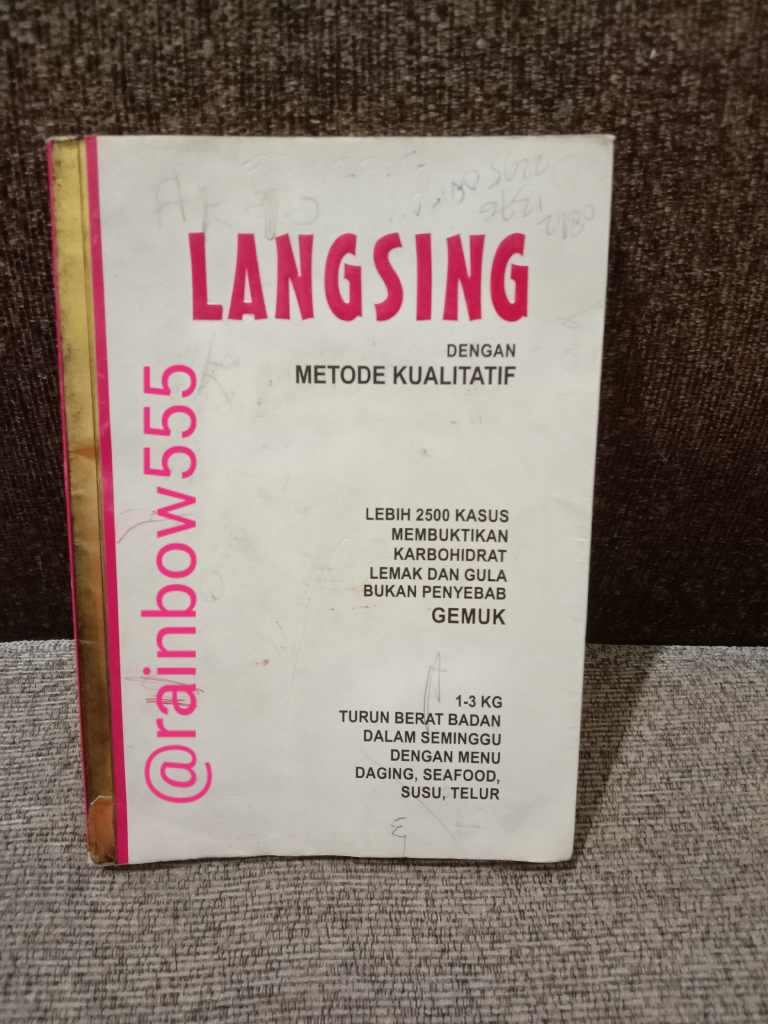 LANGSING
DENGAN
METODE KUALITATIF
LEBIH 2500 KASUS
MEMBUKTIKAN
KARBOHIDRAT
LEMAK DAN GULA
BUKAN PENYEBAB
GEMUK
1-3 KG
TURUN BERAT BADAN
DALAM SEMINGGU
DENGAN MENU
DAGING, SEAFOOD,
SUSU, TELUR
@rainbow555